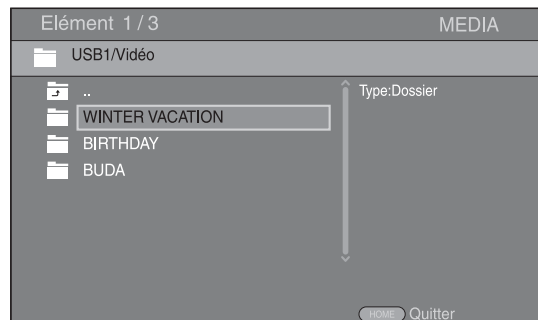 Elément 1/3 MEDIA
USB1/Vidéo
..
Type:Dossier
WINTER VACATION
BIRTHDAY
BUDA
HOME Quitter